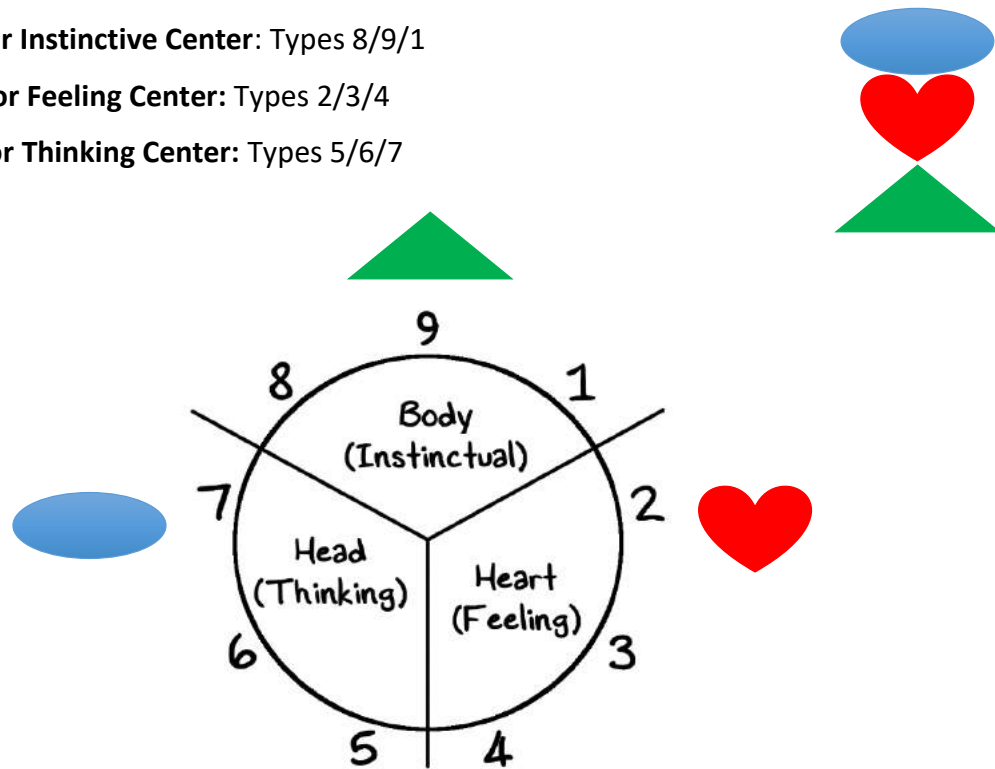 r Instinctive Center: Types 8/9/1
or Feeling Center: Types 2/3/4
or Thinking Center: Types 5/6/7
9
8
1
Body
(Instinctual)
7
2
Head
(Thinking)
Heart
(Feeling)
6
3
5
4